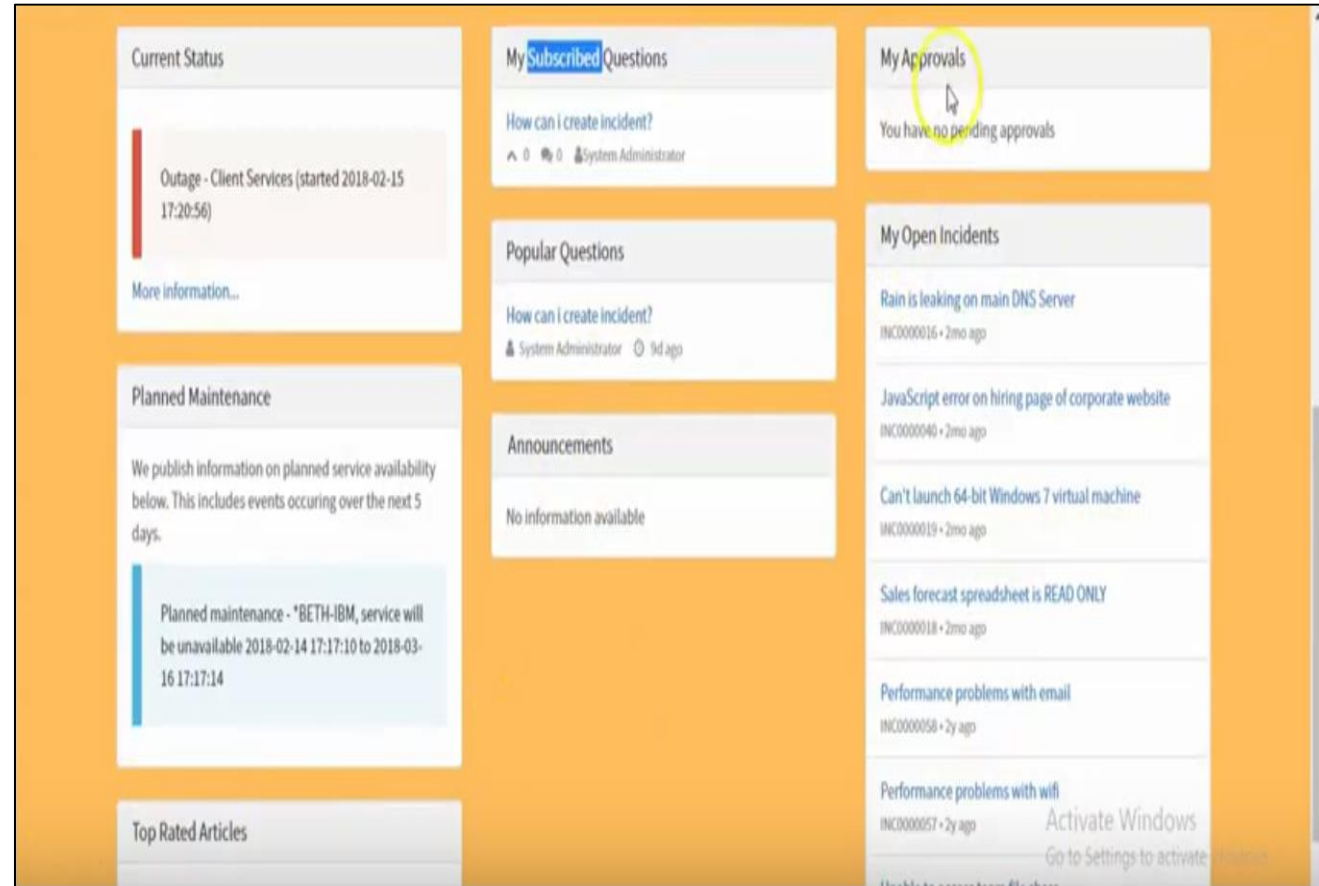 Current Status
Outage - Client Services (started 2018-02-15
17:20:56)
More information...
Planned Maintenance
We publish information on planned service availability
below. This includes events occuring over the next 5
days.
Planned maintenance - *BETH-IBM, service will
be unavailable 2018-02-14 17:17:10 to 2018-03-
16 17:17:14
Top Rated Articles
My Subscribed Questions
How can i create incident?
0 0 System Administrator
Popular Questions
How can i create incident?
System Administrator 9d ago
Announcements
No information available
My Approvals
You have no pending approvals
My Open Incidents
Rain is leaking on main DNS Server
INC0000016 • 2mo ago
JavaScript error on hiring page of corporate website
INC0000040 • 2mo ago
Can't launch 64-bit Windows 7 virtual machine
INC0000019 • 2mo ago
Sales forecast spreadsheet is READ ONLY
INC0000018 • 2mo ago
Performance problems with email
INC0000058 • 2y ago
Performance problems with wifi
INC0000057 • 2y ago
Activate Windows
Go to Settings to activate Windows.